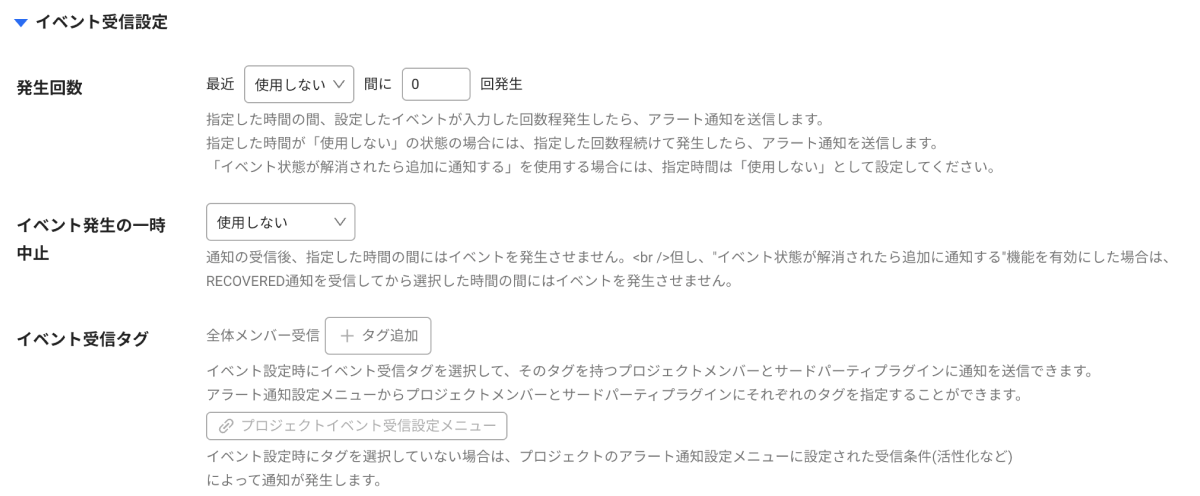 イベント受信設定
発生回数
最近 使用しない 間に 0 回発生
指定した時間の間、設定したイベントが入力した回数程発生したら、アラート通知を送信します。
指定した時間が「使用しない」の状態の場合には、指定した回数程続けて発生したら、アラート通知を送信します。
「イベント状態が解消されたら追加に通知する」を使用する場合には、指定時間は「使用しない」として設定してください。
イベント発生の一時
中止
使用しない
通知の受信後、指定した時間の間にはイベントを発生させません。<br />但し、"イベント状態が解消されたら追加に通知する"機能を有効にした場合は、
RECOVERED通知を受信してから選択した時間の間にはイベントを発生させません。
イベント受信タグ
全体メンバー受信 + タグ追加
イベント設定時にイベント受信タグを選択して、そのタグを持つプロジェクトメンバーとサードパーティプラグインに通知を送信できます。
アラート通知設定メニューからプロジェクトメンバーとサードパーティプラグインにそれぞれのタグを指定することができます。
プロジェクトイベント受信設定メニュー
イベント設定時にタグを選択していない場合は、プロジェクトのアラート通知設定メニューに設定された受信条件(活性化など)
によって通知が発生します。